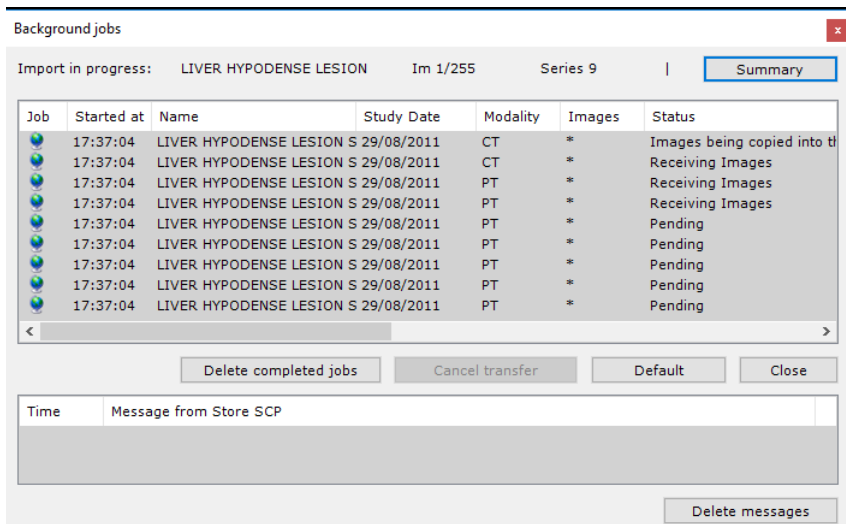 Background jobs
x
Import in progress: LIVER HYPODENSE LESION Im 1/255 Series 9 | Summary
Job Started at Name Study Date Modality Images Status
17:37:04 LIVER HYPODENSE LESION S 29/08/2011 CT * Images being copied into th
17:37:04 LIVER HYPODENSE LESION S 29/08/2011 CT * Receiving Images
17:37:04 LIVER HYPODENSE LESION S 29/08/2011 PT * Receiving Images
17:37:04 LIVER HYPODENSE LESION S 29/08/2011 PT * Receiving Images
17:37:04 LIVER HYPODENSE LESION S 29/08/2011 PT * Pending
17:37:04 LIVER HYPODENSE LESION S 29/08/2011 PT * Pending
17:37:04 LIVER HYPODENSE LESION S 29/08/2011 PT * Pending
17:37:04 LIVER HYPODENSE LESION S 29/08/2011 PT * Pending
17:37:04 LIVER HYPODENSE LESION S 29/08/2011 PT * Pending
Delete completed jobs Cancel transfer Default Close
Time Message from Store SCP
Delete messages